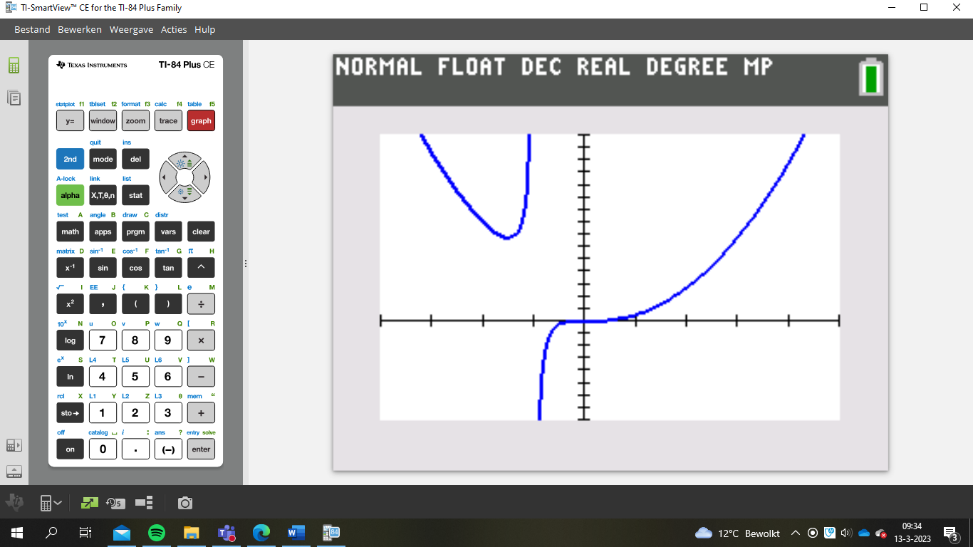 TI-SmartView™ CE for the TI-84 Plus Family
Bestand Bewerken Weergave Acties Hulp
TEXAS INSTRUMENTS TI-84 Plus CE
statplot f1 tblset f2 format f3 calc f4 table f5
y= window zoom trace graph
quit ins
2nd mode del
A-lock link list
alpha X,T,θ,n stat
test A angle B draw C distr
math apps prgm vars clear
matrix D sin⁻¹ E cos⁻¹ F tan⁻¹ G π H
x⁻¹ sin cos tan ^
√‾ I EE J { K } L e M
x² , ( ) ÷
10ˣ N u O v P w Q [ R
log 7 8 9 ×
eˣ S L4 T L5 U L6 V ] W
ln 4 5 6 −
rcl X L1 Y L2 Z L3 θ mem "
sto→ 1 2 3 +
off catalog ␣ i : ans ? entry solve
on 0 . (−) enter
NORMAL FLOAT DEC REAL DEGREE MP
12°C Bewolkt
09:34
13-3-2023
3